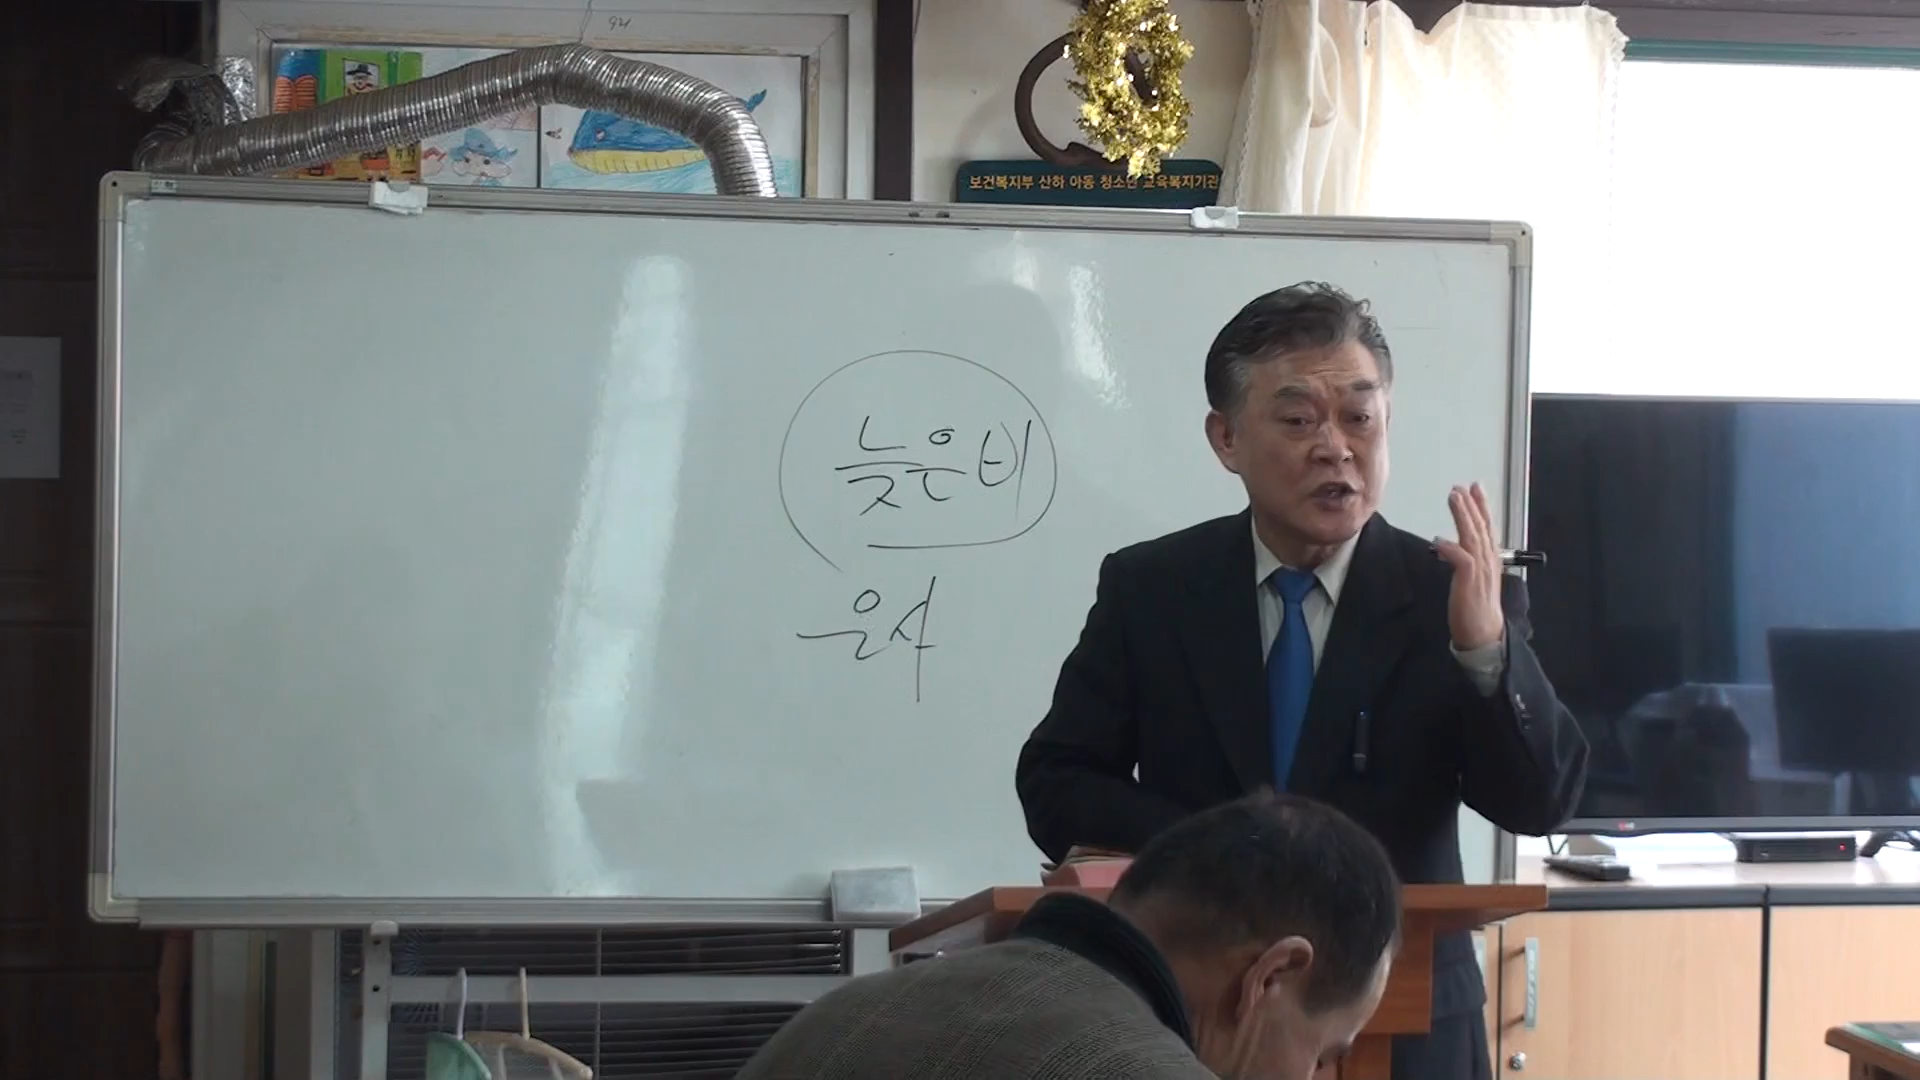 보건복지부 산하 아동 청소년 교육복지기관
늦은비
은사